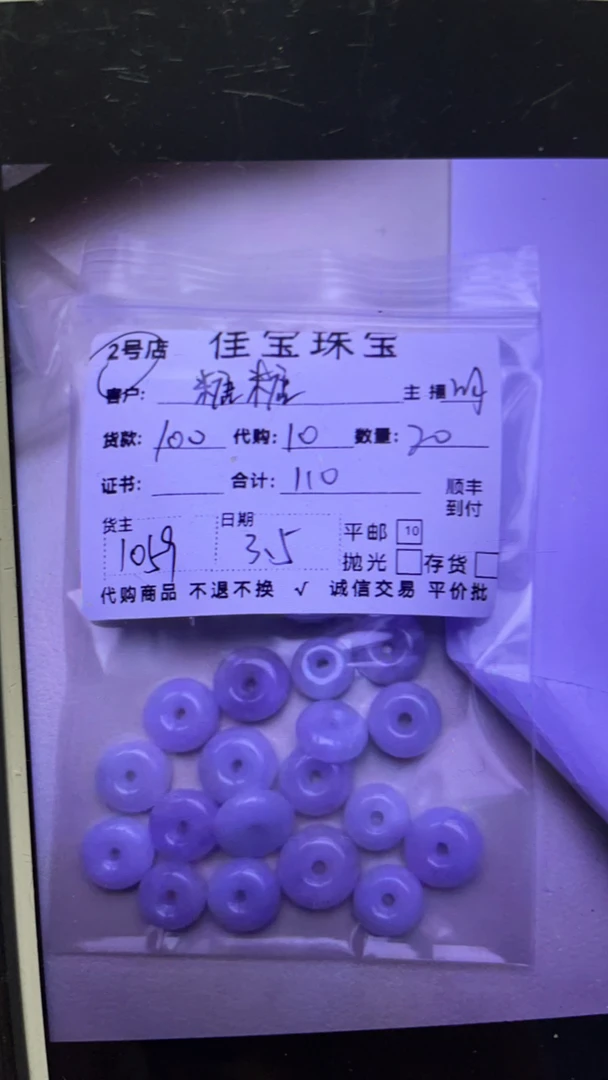 2号店 佳宝珠宝
客户: 糖糖 主播
货款: 100 代购: 10 数量: 20
证书: 合计: 110 顺丰
到付
货主 1059 日期 3.5 平邮 10
抛光 存货
代购商品 不退不换 √ 诚信交易 平价批